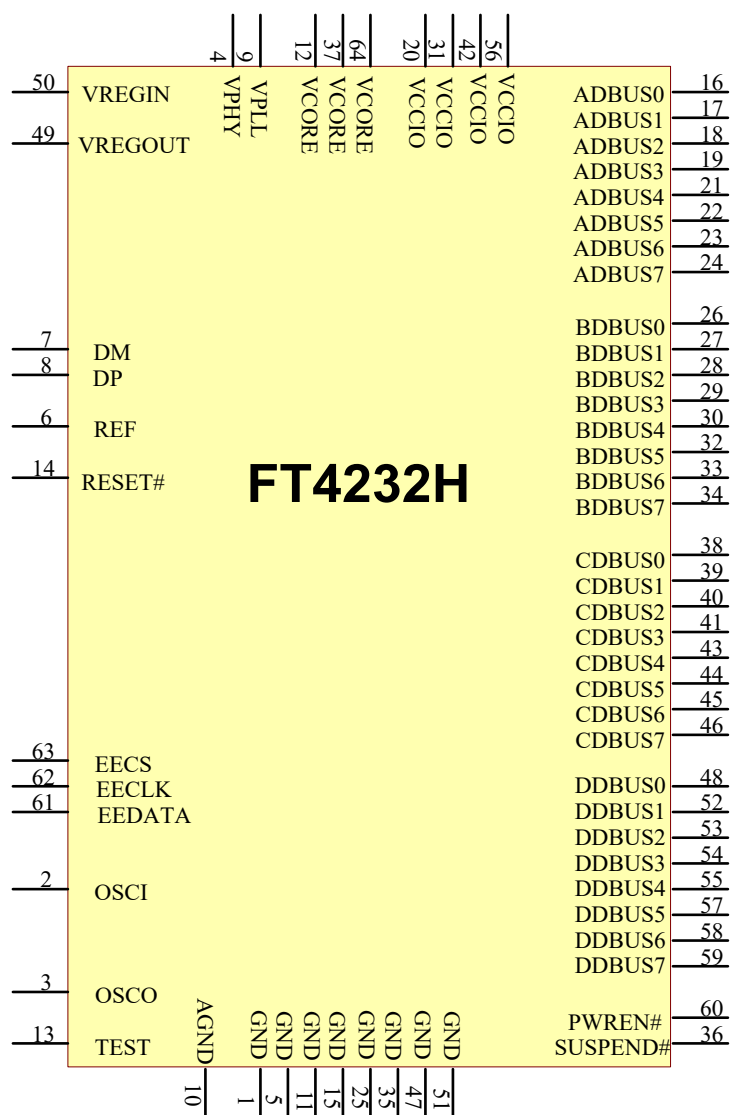 4 9 12 37 64 20 31 42 56
VPHY VPLL VCORE VCORE VCORE VCCIO VCCIO VCCIO VCCIO
50 VREGIN
49 VREGOUT
7 DM
8 DP
6 REF
14 RESET#
FT4232H
63 EECS
62 EECLK
61 EEDATA
2 OSCI
3 OSCO
13 TEST
ADBUS0 16
ADBUS1 17
ADBUS2 18
ADBUS3 19
ADBUS4 21
ADBUS5 22
ADBUS6 23
ADBUS7 24
BDBUS0 26
BDBUS1 27
BDBUS2 28
BDBUS3 29
BDBUS4 30
BDBUS5 32
BDBUS6 33
BDBUS7 34
CDBUS0 38
CDBUS1 39
CDBUS2 40
CDBUS3 41
CDBUS4 43
CDBUS5 44
CDBUS6 45
CDBUS7 46
DDBUS0 48
DDBUS1 52
DDBUS2 53
DDBUS3 54
DDBUS4 55
DDBUS5 57
DDBUS6 58
DDBUS7 59
PWREN# 60
SUSPEND# 36
AGND GND GND GND GND GND GND GND GND
10 1 5 11 15 25 35 47 51